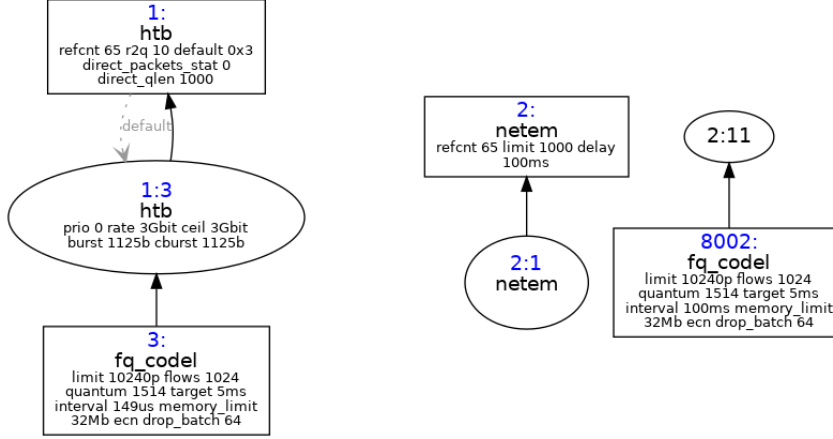 1:
htb
refcnt 65 r2q 10 default 0x3
direct_packets_stat 0
direct_qlen 1000
default
1:3
htb
prio 0 rate 3Gbit ceil 3Gbit
burst 1125b cburst 1125b
3:
fq_codel
limit 10240p flows 1024
quantum 1514 target 5ms
interval 149us memory_limit
32Mb ecn drop_batch 64
2:
netem
refcnt 65 limit 1000 delay
100ms
2:1
netem
2:11
8002:
fq_codel
limit 10240p flows 1024
quantum 1514 target 5ms
interval 100ms memory_limit
32Mb ecn drop_batch 64